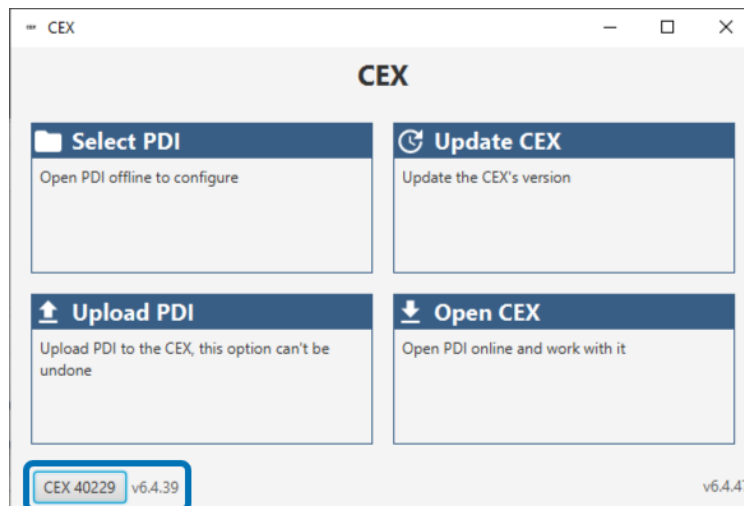 CEX
CEX
Select PDI
Open PDI offline to configure
Update CEX
Update the CEX's version
Upload PDI
Upload PDI to the CEX, this option can't be
undone
Open CEX
Open PDI online and work with it
CEX 40229 v6.4.39